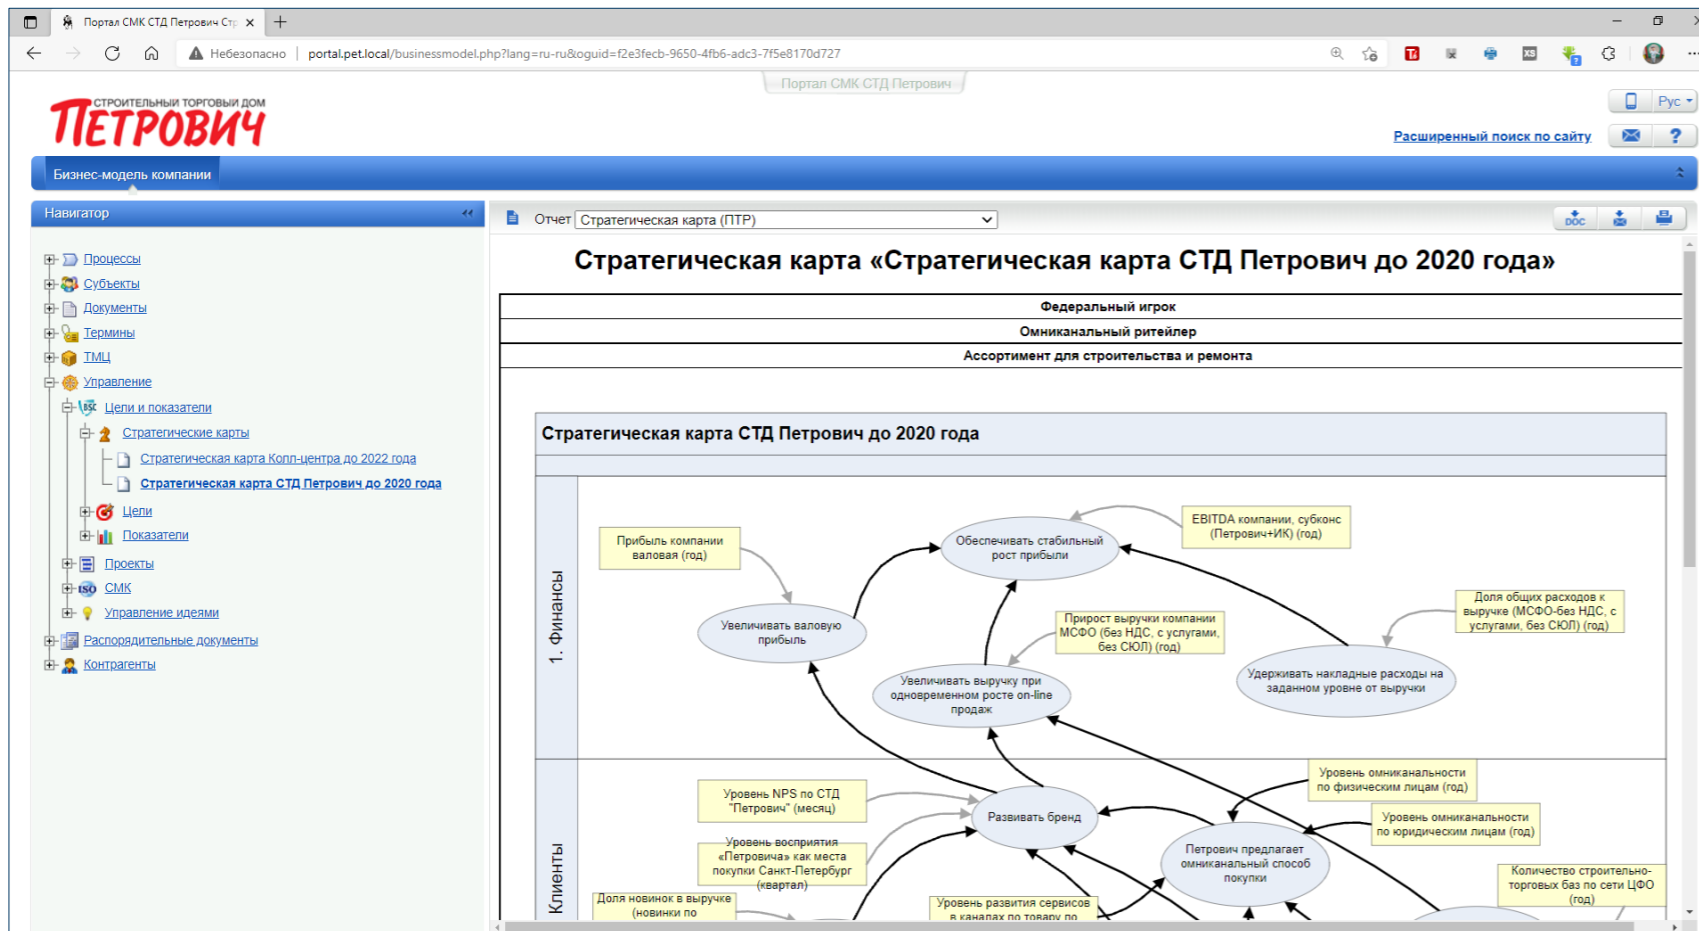 Портал СМК СТД Петрович Стр
Небезопасно
portal.pet.local/businessmodel.php?lang=ru-ru&oguid=f2e3fecb-9650-4fb6-adc3-7f5e8170d727
Портал СМК СТД Петрович
СТРОИТЕЛЬНЫЙ ТОРГОВЫЙ ДОМ
ПЕТРОВИЧ
Рус
Расширенный поиск по сайту
?
Бизнес-модель компании
Навигатор
Процессы
Субъекты
Документы
Термины
ТМЦ
Управление
BSC Цели и показатели
Стратегические карты
Стратегическая карта Колл-центра до 2022 года
Стратегическая карта СТД Петрович до 2020 года
Цели
Показатели
Проекты
ISO СМК
Управление идеями
Распорядительные документы
Контрагенты
Отчет Стратегическая карта (ПТР)
DOC
Стратегическая карта «Стратегическая карта СТД Петрович до 2020 года»
Федеральный игрок
Омниканальный ритейлер
Ассортимент для строительства и ремонта
Стратегическая карта СТД Петрович до 2020 года
1. Финансы
Прибыль компании
валовая (год)
Обеспечивать стабильный
рост прибыли
EBITDA компании, субконс
(Петрович+ИК) (год)
Увеличивать валовую
прибыль
Прирост выручки компании
МСФО (без НДС, с услугами,
без СЮЛ) (год)
Доля общих расходов к
выручке (МСФО-без НДС, с
услугами, без СЮЛ) (год)
Увеличивать выручку при
одновременном росте on-line
продаж
Удерживать накладные расходы на
заданном уровне от выручки
Клиенты
Уровень NPS по СТД
"Петрович" (месяц)
Развивать бренд
Уровень омниканальности
по физическим лицам (год)
Уровень омниканальности
по юридическим лицам (год)
Уровень восприятия
«Петровича» как места
покупки Санкт-Петербург
(квартал)
Петрович предлагает
омниканальный способ
покупки
Количество строительно-
торговых баз по сети ЦФО
(год)
Доля новинок в выручке
(новинки по
Уровень развития сервисов
в каналах по товару по